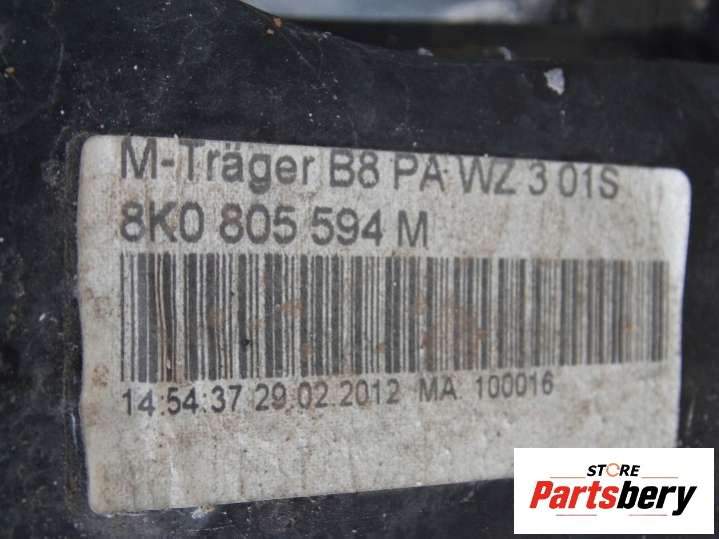 M-Träger B8 PA WZ 3 01S
8K0 805 594 M
14:54:37 29.02.2012 MA. 100016
STORE
Partsbery